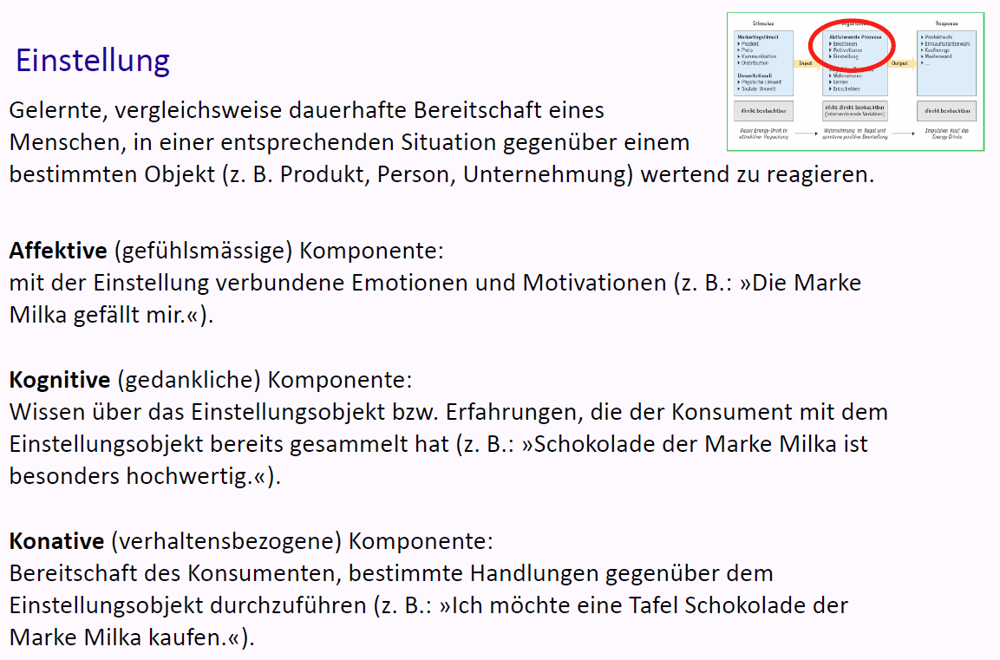 Einstellung
Gelernte, vergleichsweise dauerhafte Bereitschaft eines
Menschen, in einer entsprechenden Situation gegenüber einem
bestimmten Objekt (z. B. Produkt, Person, Unternehmung) wertend zu reagieren.
Affektive (gefühlsmässige) Komponente:
mit der Einstellung verbundene Emotionen und Motivationen (z. B.: »Die Marke
Milka gefällt mir.«).
Kognitive (gedankliche) Komponente:
Wissen über das Einstellungsobjekt bzw. Erfahrungen, die der Konsument mit dem
Einstellungsobjekt bereits gesammelt hat (z. B.: »Schokolade der Marke Milka ist
besonders hochwertig.«).
Konative (verhaltensbezogene) Komponente:
Bereitschaft des Konsumenten, bestimmte Handlungen gegenüber dem
Einstellungsobjekt durchzuführen (z. B.: »Ich möchte eine Tafel Schokolade der
Marke Milka kaufen.«).
Stimulus
Marketingstimuli
Produkt
Preis
Kommunikation
Distribution
Umweltstimuli
Physische Umwelt
Soziale Umwelt
direkt beobachtbar
Neuer Energy-Drink in
attraktiver Verpackung
Input
Aktivierende Prozesse
Emotionen
Motivationen
Einstellung
Wahrnehmen
Lernen
Entscheiden
nicht direkt beobachtbar
(intervenierende Variablen)
Wahrnehmung im Regal und
spontane positive Beurteilung
Output
Response
Produktwahl
Einkaufsstättenwahl
Kaufmenge
Medienwahl
...
direkt beobachtbar
Impulsiver Kauf des
Energy Drinks